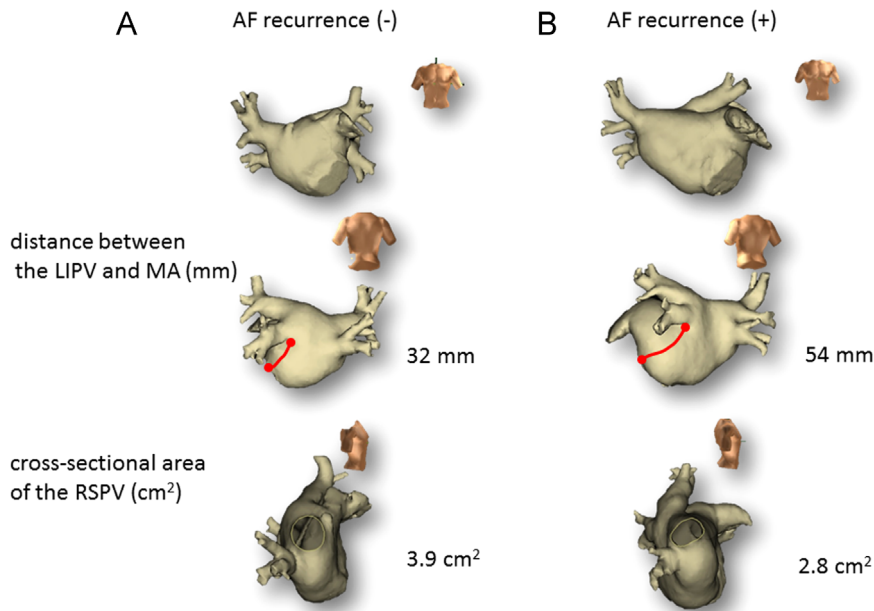 A
AF recurrence (-)
B
AF recurrence (+)
distance between
the LIPV and MA (mm)
32 mm
54 mm
cross-sectional area
of the RSPV (cm²)
3.9 cm²
2.8 cm²